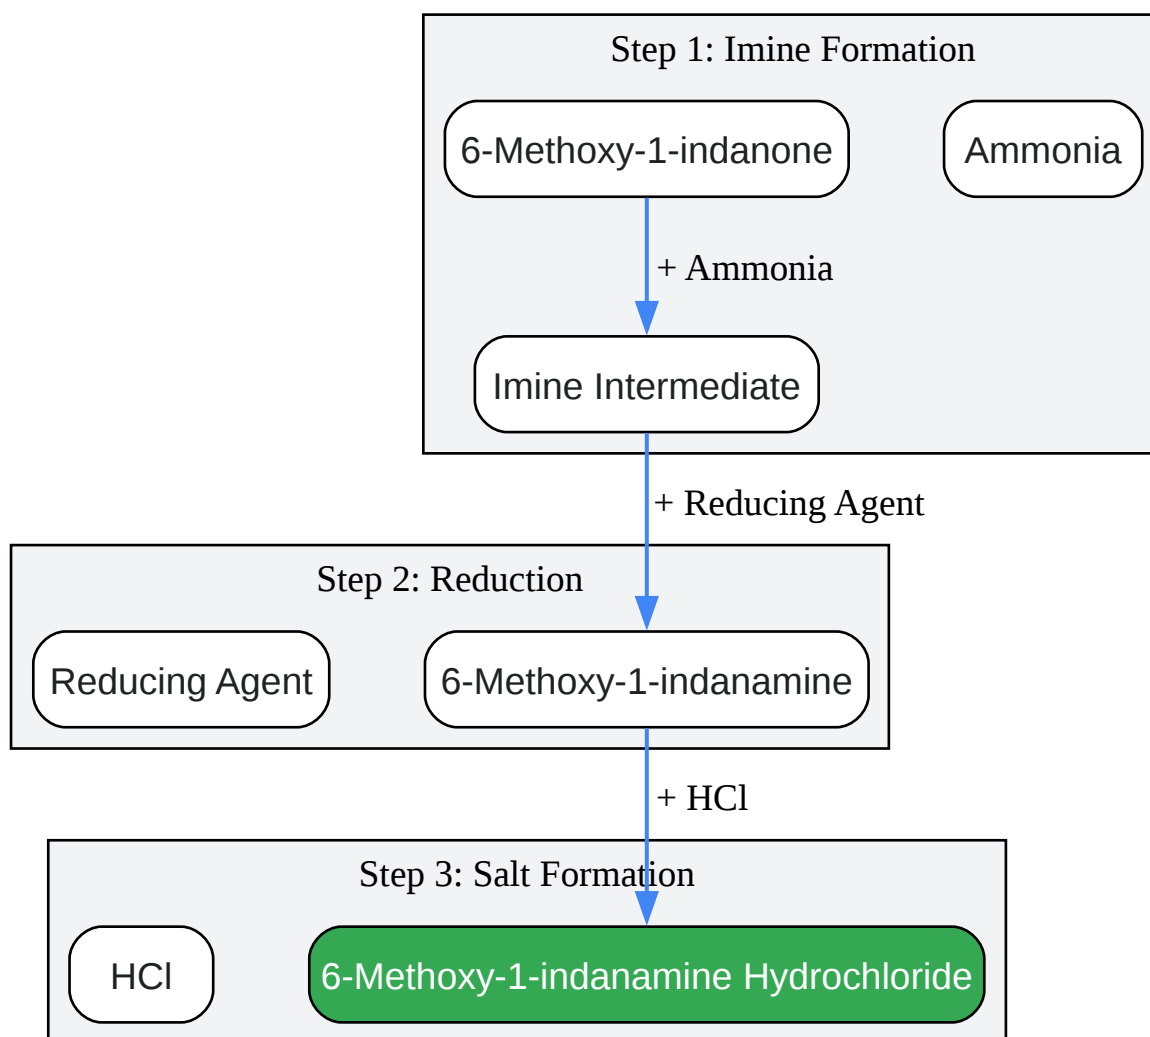 Step 1: Imine Formation
6-Methoxy-1-indanone
Ammonia
+ Ammonia
Imine Intermediate
+ Reducing Agent
Step 2: Reduction
Reducing Agent
6-Methoxy-1-indanamine
+ HCl
Step 3: Salt Formation
HCl
6-Methoxy-1-indanamine Hydrochloride